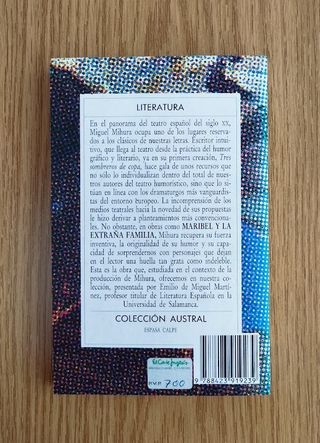 LITERATURA
En el panorama del teatro español del siglo XX,
Miguel Mihura ocupa uno de los lugares reserva-
dos a los clásicos de nuestras letras. Escritor intui-
tivo, que llega al teatro desde la práctica del humor
gráfico y literario, ya en su primera creación, Tres
sombreros de copa, hace gala de unos recursos que
no sólo lo individualizan dentro del total de nues-
tros autores del teatro humorístico, sino que lo si-
túan en línea con los dramaturgos más vanguardis-
tas del entorno europeo. La incomprensión de los
medios teatrales hacia la novedad de sus propuestas
le hizo derivar a planteamientos más convenciona-
les. No obstante, en obras como MARIBEL Y LA
EXTRAÑA FAMILIA, Mihura recupera su fuerza
inventiva, la originalidad de su humor y su capaci-
dad de sorprendernos con personajes que dejan
en el lector una huella tan grata como indeleble.
Esta es la obra que, estudiada en el contexto de la
producción de Mihura, ofrecemos en nuestra co-
lección, presentada por Emilio de Miguel Martí-
nez, profesor titular de Literatura Española en la
Universidad de Salamanca.
COLECCIÓN AUSTRAL
ESPASA CALPE
El Corte Inglés
P.V.P. 700
9 788423 919239